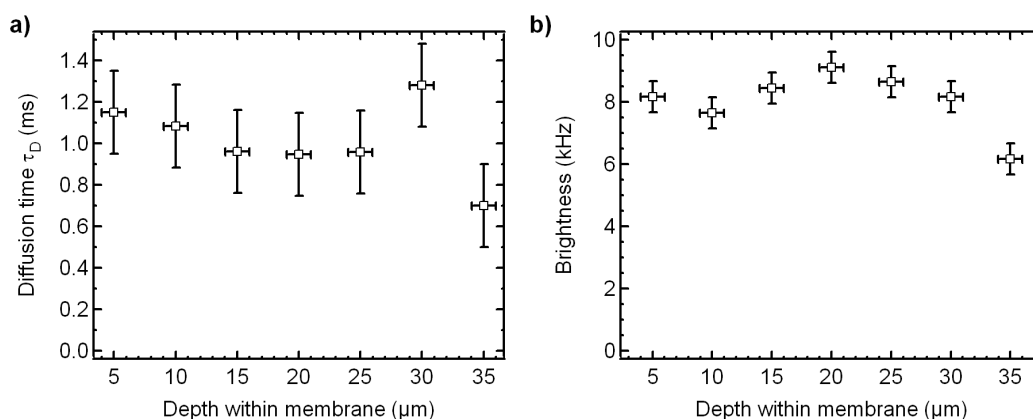 a)
Diffusion time τD (ms)
1.4
1.2
1.0
0.8
0.6
0.4
0.2
0.0
5 10 15 20 25 30 35
Depth within membrane (µm)
b)
Brightness (kHz)
10
8
6
4
2
0
5 10 15 20 25 30 35
Depth within membrane (µm)